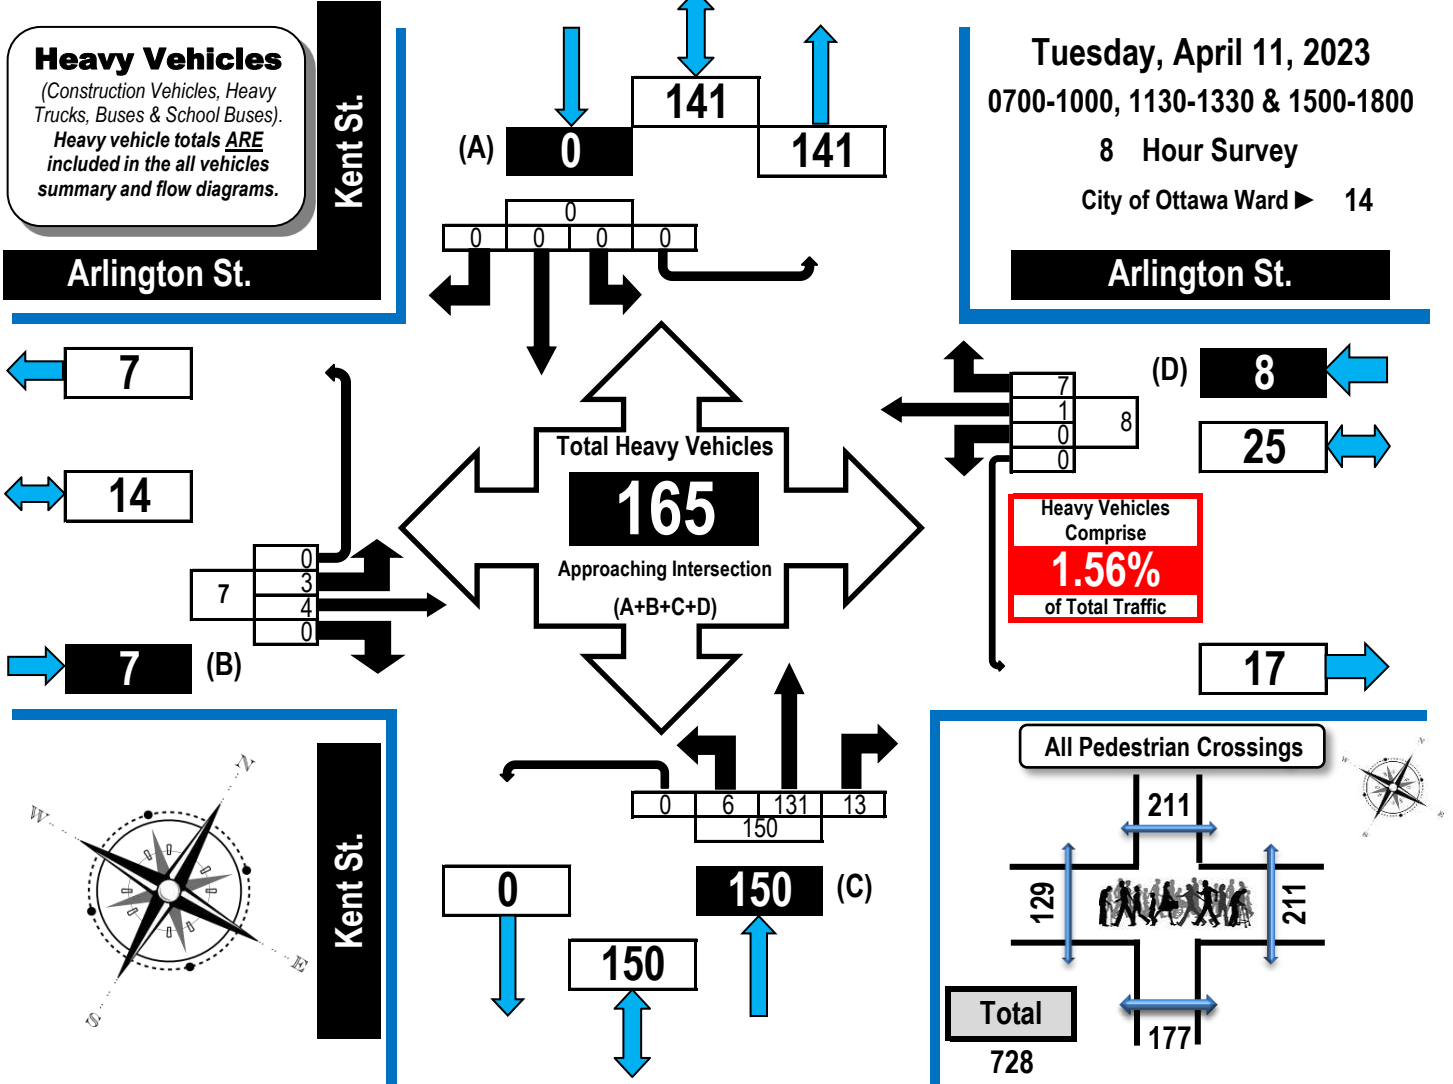 Heavy Vehicles
(Construction Vehicles, Heavy
Trucks, Buses & School Buses).
Heavy vehicle totals ARE
included in the all vehicles
summary and flow diagrams.
Kent St.
Arlington St.
141
(A) 0
141
0
0 0 0 0
Tuesday, April 11, 2023
0700-1000, 1130-1330 & 1500-1800
8 Hour Survey
City of Ottawa Ward ► 14
Arlington St.
7
14
0
3
4
0
7
7 (B)
Total Heavy Vehicles
165
Approaching Intersection
(A+B+C+D)
(D) 8
7
1
0
0
8
25
Heavy Vehicles
Comprise
1.56%
of Total Traffic
17
N
W
E
S
Kent St.
0 6 131 13
150
0
150 (C)
150
All Pedestrian Crossings
N
W
E
S
211
129
211
177
Total
728